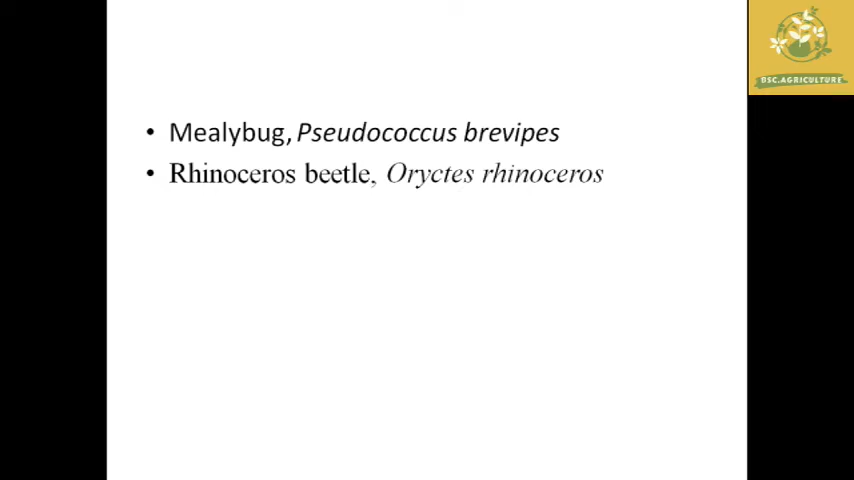 BSC.AGRICULTURE
• Mealybug, Pseudococcus brevipes
• Rhinoceros beetle, Oryctes rhinoceros